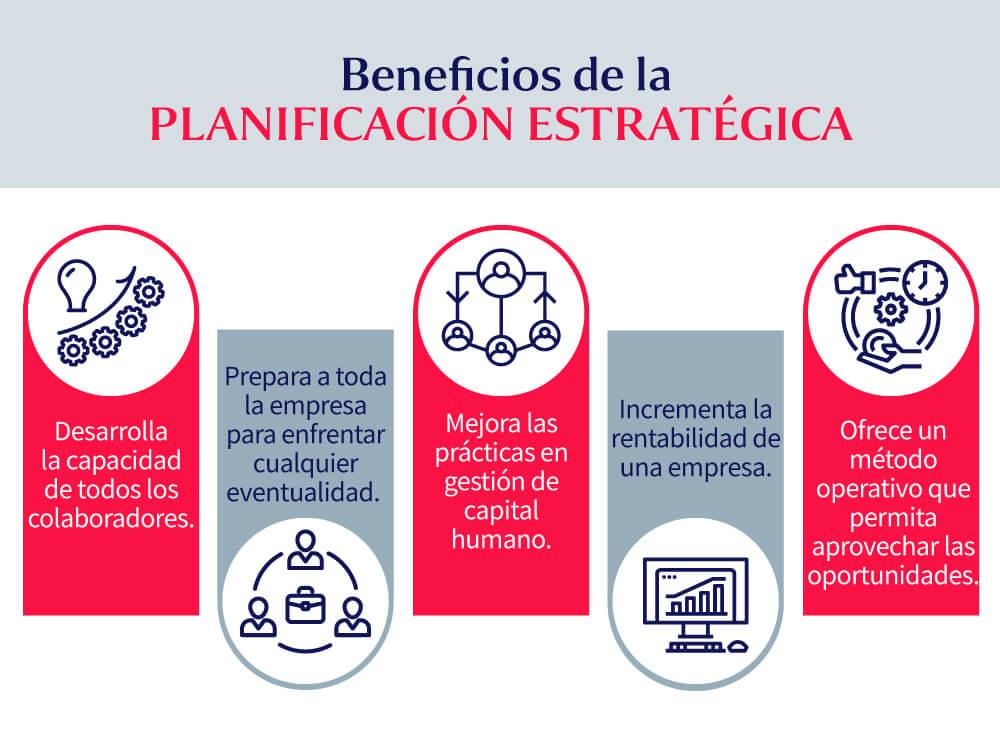 Beneficios de la
PLANIFICACIÓN ESTRATÉGICA
Desarrolla
la capacidad
de todos los
colaboradores.
Prepara a toda
la empresa
para enfrentar
cualquier
eventualidad.
Mejora las
prácticas en
gestión de
capital
humano.
Incrementa la
rentabilidad de
una empresa.
Ofrece un
método
operativo que
permita
aprovechar las
oportunidades.